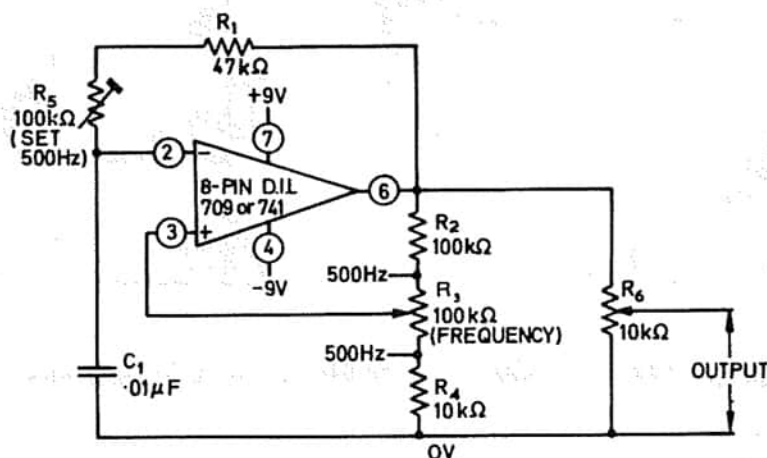 R1
47kΩ
R5
100kΩ
(SET
500Hz)
+9V
7
2
−
8-PIN D.I.L
709 or 741
6
3
+
4
−9V
R2
100kΩ
500Hz
R3
100kΩ
(FREQUENCY)
500Hz
R6
10kΩ
C1
·01µF
R4
10kΩ
OUTPUT
0V